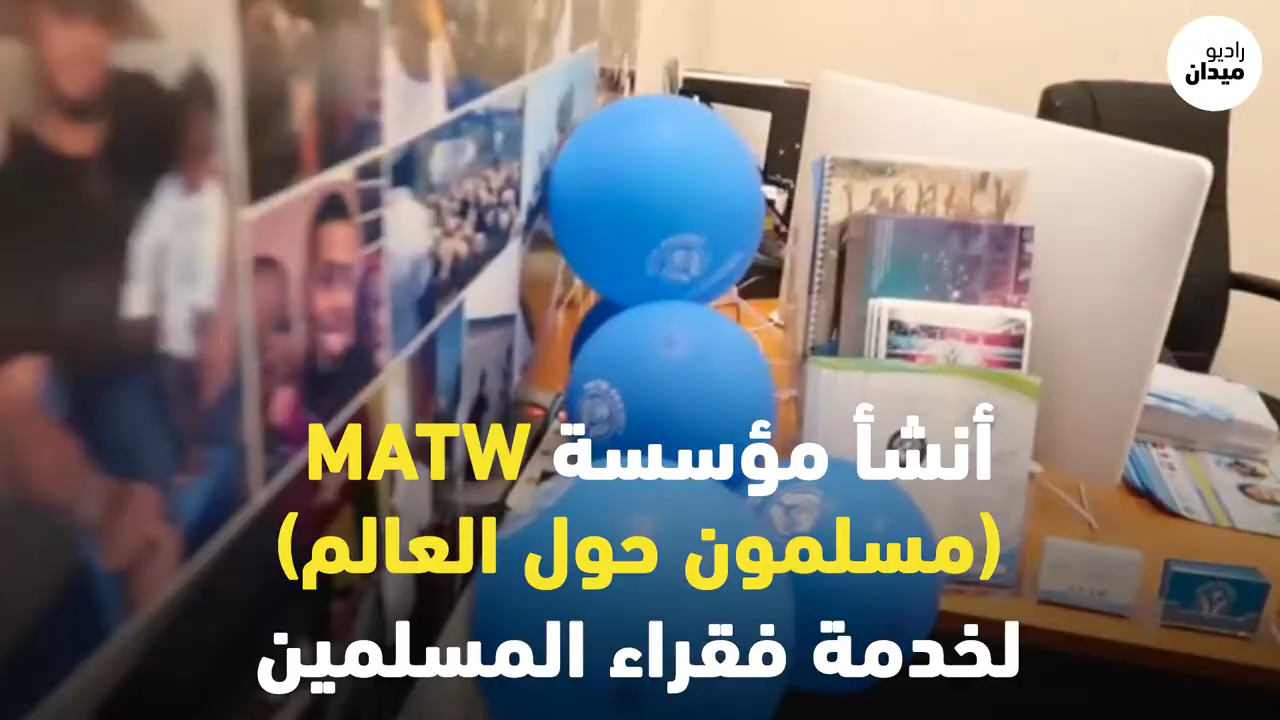 راديو
ميدان
أنشأ مؤسسة MATW
(مسلمون حول العالم)
لخدمة فقراء المسلمين